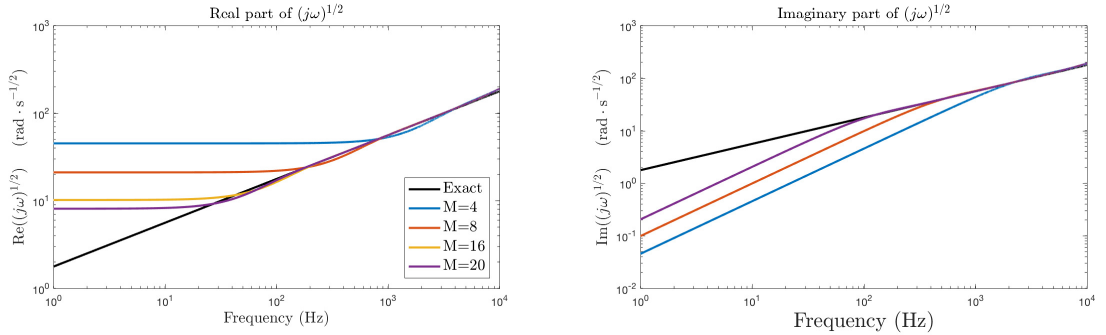 Real part of (jω)^{1/2}
Re((jω)^{1/2}) (rad · s^{-1/2})
10^3
10^2
10^1
10^0
10^0 10^1 10^2 10^3 10^4
Frequency (Hz)
Exact
M=4
M=8
M=16
M=20
Imaginary part of (jω)^{1/2}
Im((jω)^{1/2}) (rad · s^{-1/2})
10^3
10^2
10^1
10^0
10^{-1}
10^{-2}
10^0 10^1 10^2 10^3 10^4
Frequency (Hz)